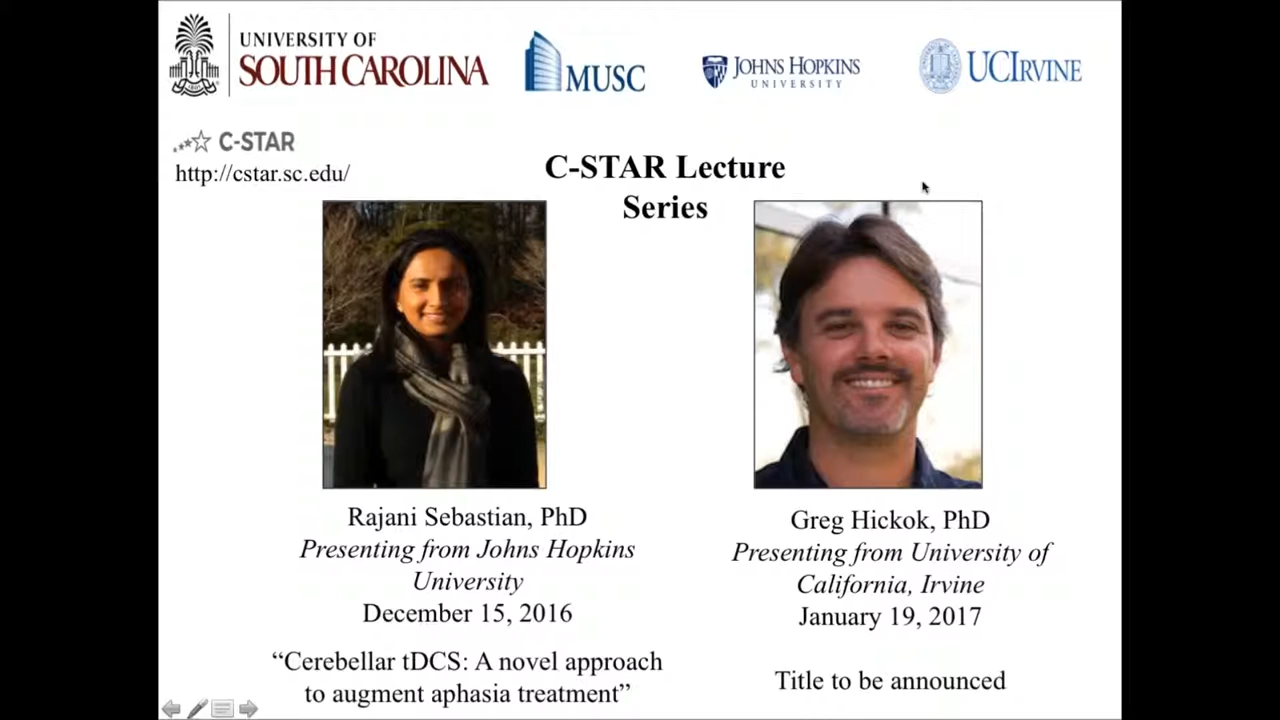 UNIVERSITY OF
SOUTH CAROLINA
MUSC
JOHNS HOPKINS
UNIVERSITY
UCIRVINE
C-STAR
http://cstar.sc.edu/
C-STAR Lecture
Series
Rajani Sebastian, PhD
Presenting from Johns Hopkins
University
December 15, 2016
“Cerebellar tDCS: A novel approach
to augment aphasia treatment”
Greg Hickok, PhD
Presenting from University of
California, Irvine
January 19, 2017
Title to be announced